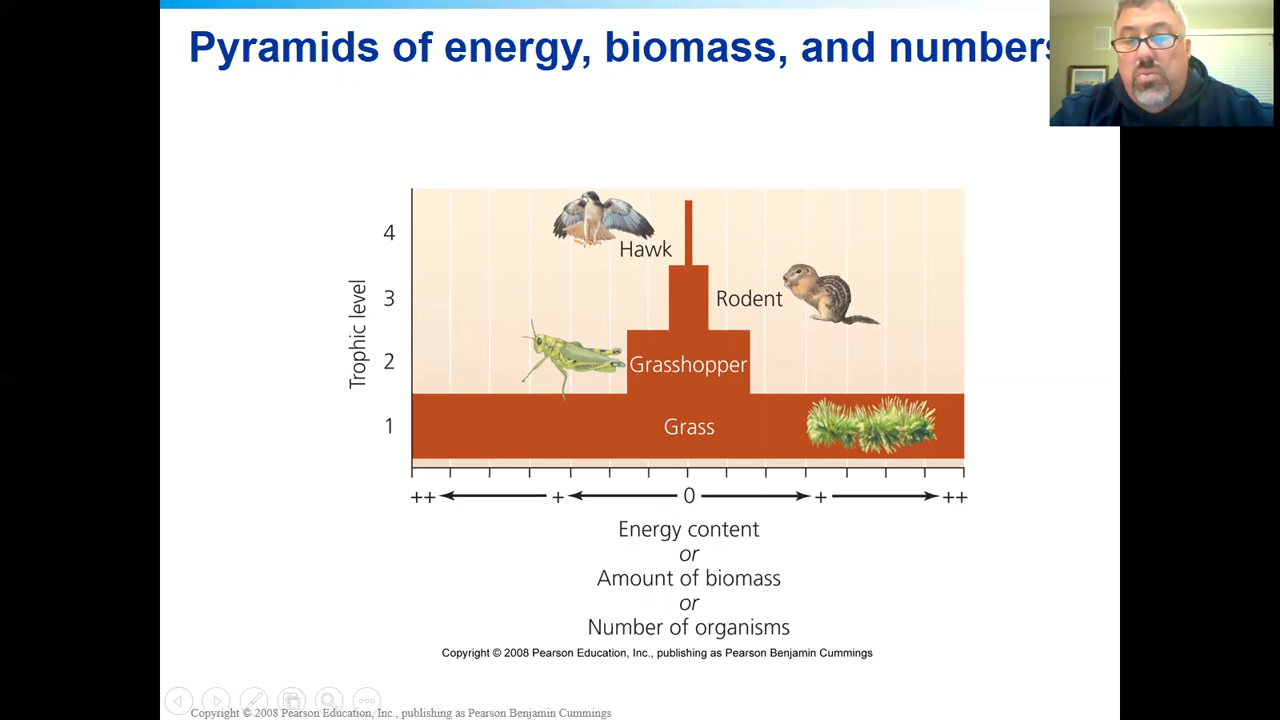 Pyramids of energy, biomass, and numbers
4
Hawk
3
Rodent
Trophic level
2
Grasshopper
1
Grass
++ + 0 + ++
Energy content
or
Amount of biomass
or
Number of organisms
Copyright © 2008 Pearson Education, Inc., publishing as Pearson Benjamin Cummings
Copyright © 2008 Pearson Education, Inc., publishing as Pearson Benjamin Cummings